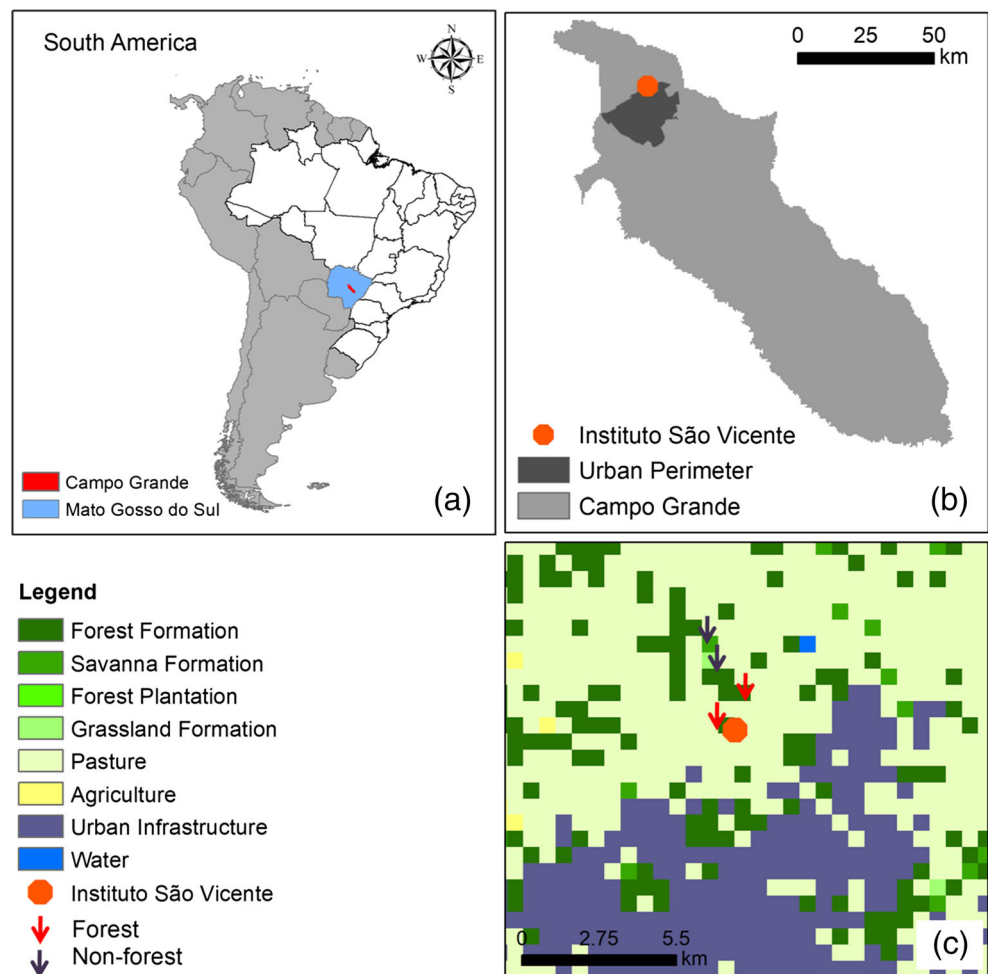 South America
N
W E
S
Campo Grande
Mato Gosso do Sul
(a)
0 25 50
km
Instituto São Vicente
Urban Perimeter
Campo Grande
(b)
Legend
Forest Formation
Savanna Formation
Forest Plantation
Grassland Formation
Pasture
Agriculture
Urban Infrastructure
Water
Instituto São Vicente
Forest
Non-forest
0 2.75 5.5
km
(c)